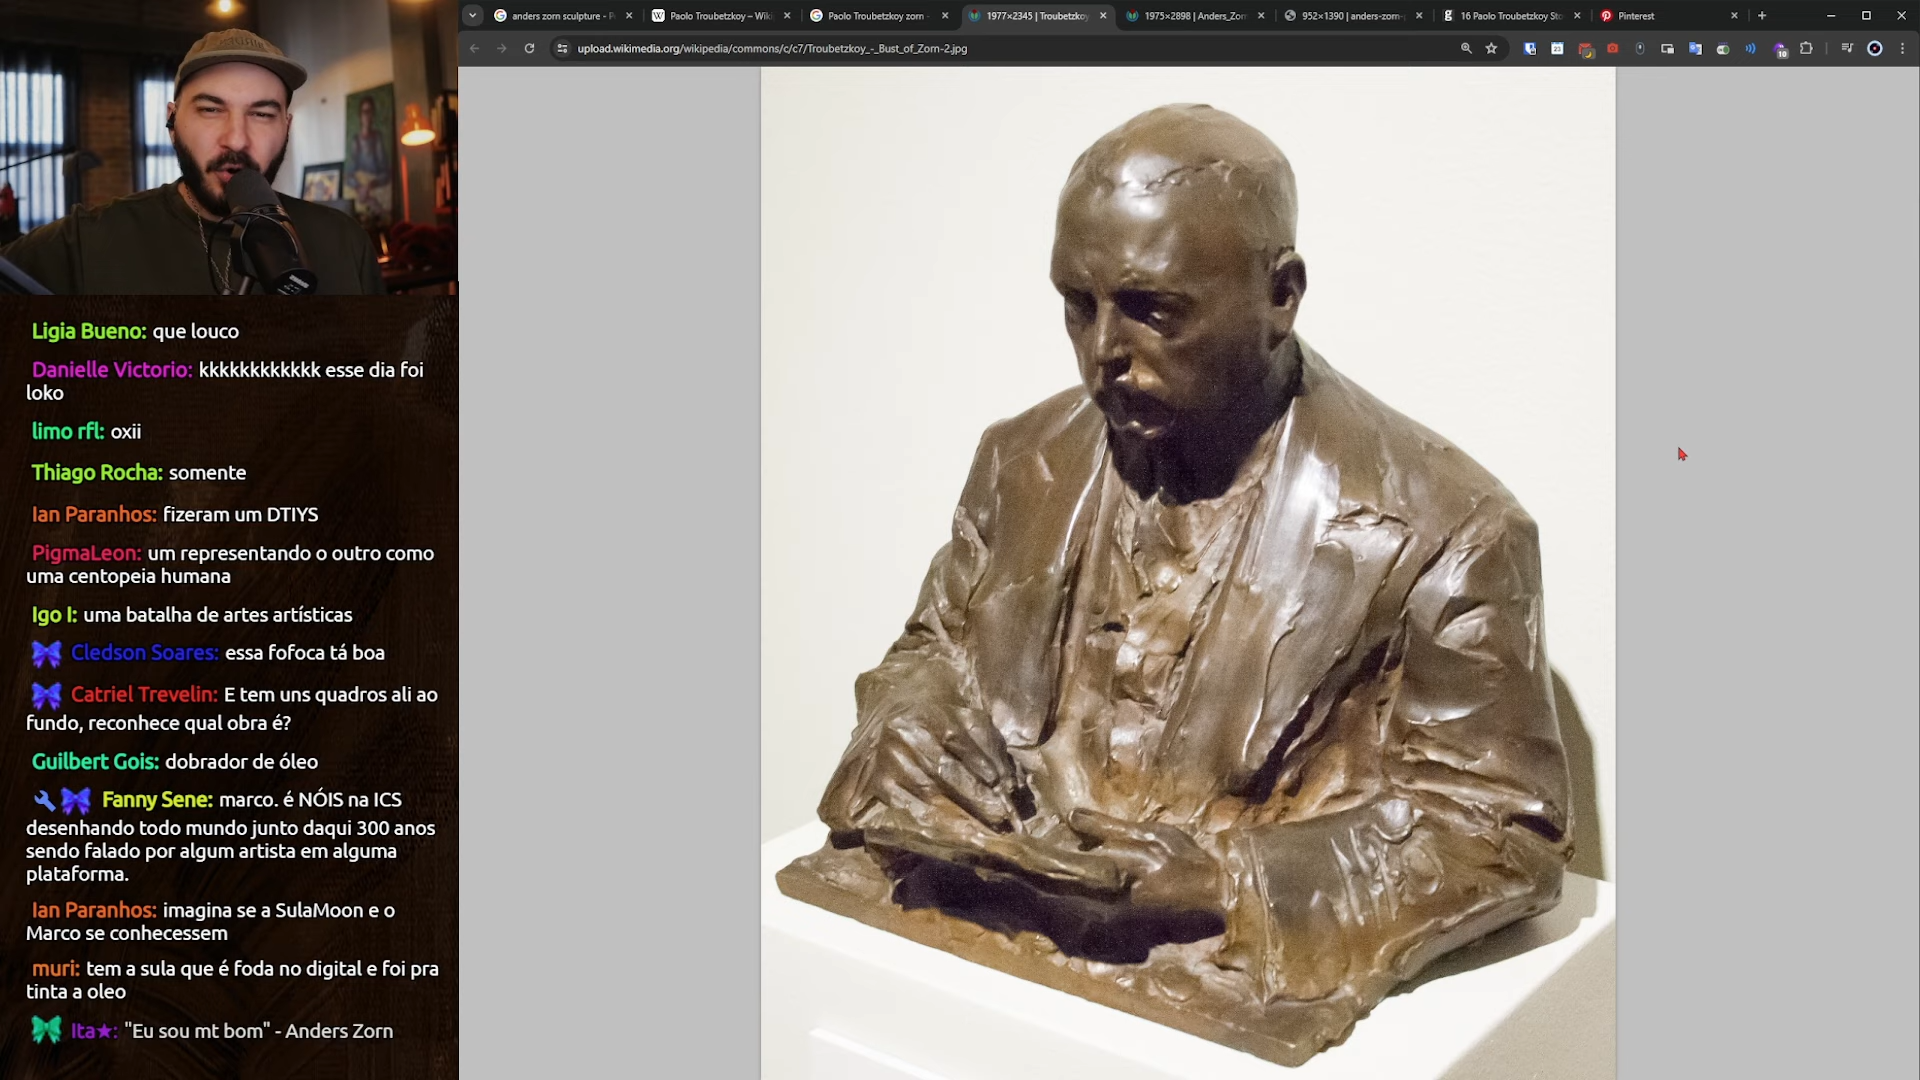 anders zorn sculpture - P
Paolo Troubetzkoy – Wiki
Paolo Troubetzkoy zorn -
1977×2345 | Troubetzkoy
1975×2898 | Anders_Zor
952×1390 | anders-zorn-
16 Paolo Troubetzkoy Sto
Pinterest
upload.wikimedia.org/wikipedia/commons/c/c7/Troubetzkoy_-_Bust_of_Zorn-2.jpg
23
10
Ligia Bueno: que louco
Danielle Victorio: kkkkkkkkkkkk esse dia foi
loko
limo rfl: oxii
Thiago Rocha: somente
Ian Paranhos: fizeram um DTIYS
PigmaLeon: um representando o outro como
uma centopeia humana
Igo I: uma batalha de artes artísticas
Cledson Soares: essa fofoca tá boa
Catriel Trevelin: E tem uns quadros ali ao
fundo, reconhece qual obra é?
Guilbert Gois: dobrador de óleo
Fanny Sene: marco. é NÓIS na ICS
desenhando todo mundo junto daqui 300 anos
sendo falado por algum artista em alguma
plataforma.
Ian Paranhos: imagina se a SulaMoon e o
Marco se conhecessem
muri: tem a sula que é foda no digital e foi pra
tinta a oleo
Ita★: "Eu sou mt bom" - Anders Zorn